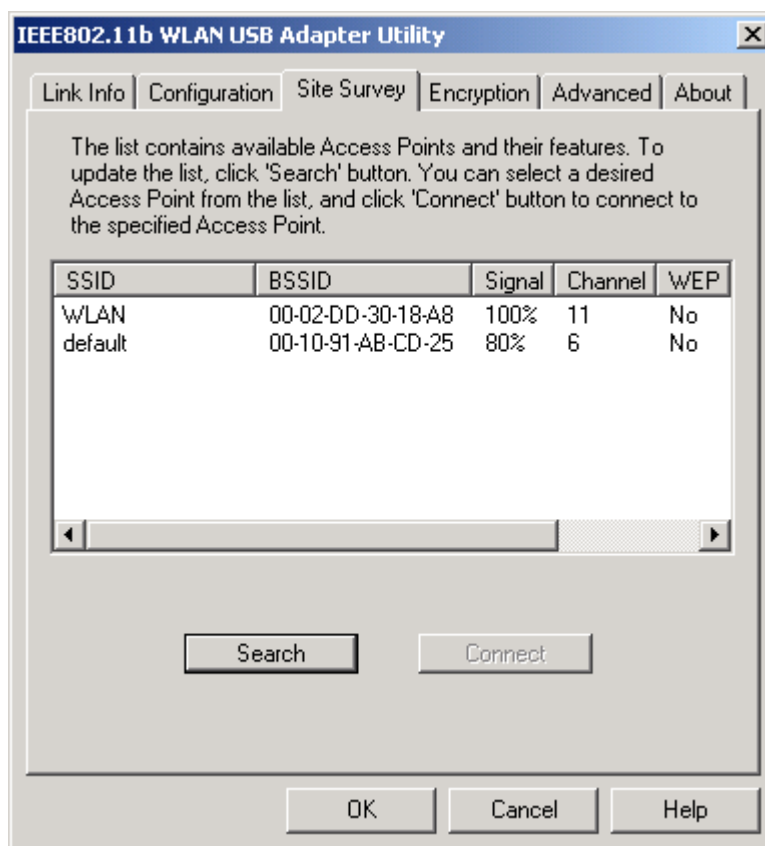 IEEE802.11b WLAN USB Adapter Utility
Link Info Configuration Site Survey Encryption Advanced About
The list contains available Access Points and their features. To
update the list, click 'Search' button. You can select a desired
Access Point from the list, and click 'Connect' button to connect to
the specified Access Point.
SSID BSSID Signal Channel WEP
WLAN 00-02-DD-30-18-A8 100% 11 No
default 00-10-91-AB-CD-25 80% 6 No
Search Connect
OK Cancel Help